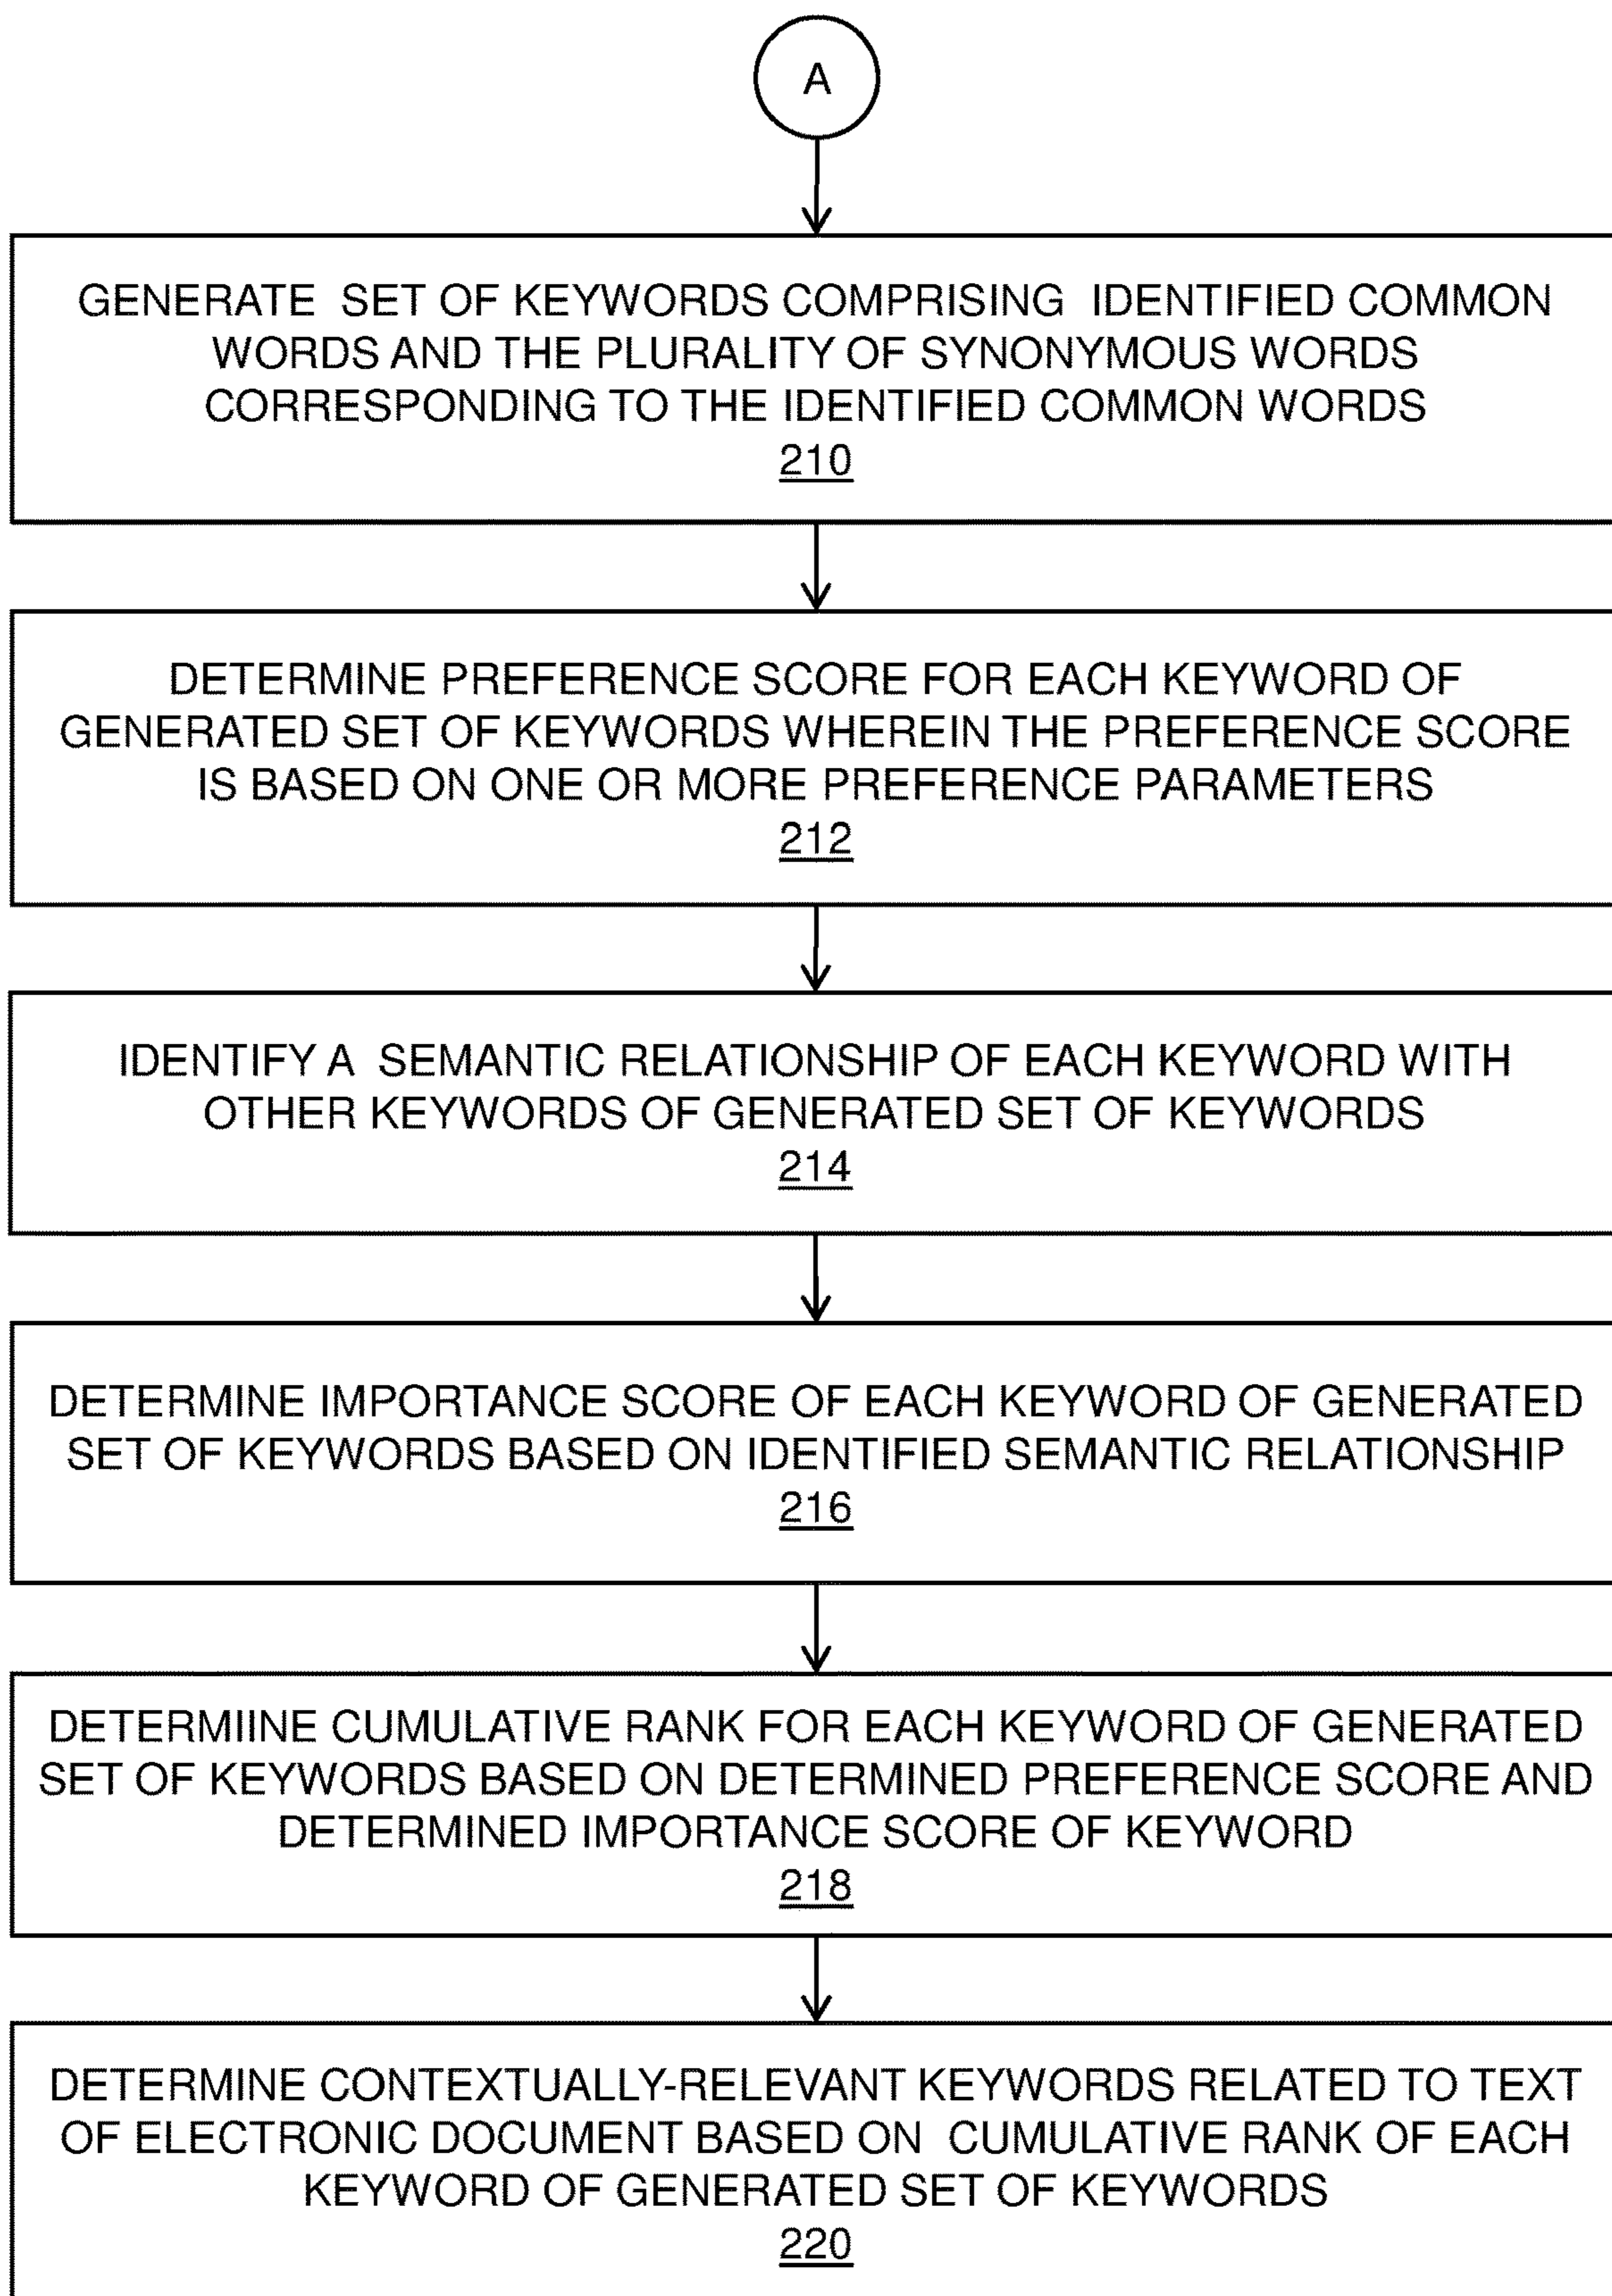 A
GENERATE SET OF KEYWORDS COMPRISING IDENTIFIED COMMON
WORDS AND THE PLURALITY OF SYNONYMOUS WORDS
CORRESPONDING TO THE IDENTIFIED COMMON WORDS
210
DETERMINE PREFERENCE SCORE FOR EACH KEYWORD OF
GENERATED SET OF KEYWORDS WHEREIN THE PREFERENCE SCORE
IS BASED ON ONE OR MORE PREFERENCE PARAMETERS
212
IDENTIFY A SEMANTIC RELATIONSHIP OF EACH KEYWORD WITH
OTHER KEYWORDS OF GENERATED SET OF KEYWORDS
214
DETERMINE IMPORTANCE SCORE OF EACH KEYWORD OF GENERATED
SET OF KEYWORDS BASED ON IDENTIFIED SEMANTIC RELATIONSHIP
216
DETERMIINE CUMULATIVE RANK FOR EACH KEYWORD OF GENERATED
SET OF KEYWORDS BASED ON DETERMINED PREFERENCE SCORE AND
DETERMINED IMPORTANCE SCORE OF KEYWORD
218
DETERMINE CONTEXTUALLY-RELEVANT KEYWORDS RELATED TO TEXT
OF ELECTRONIC DOCUMENT BASED ON CUMULATIVE RANK OF EACH
KEYWORD OF GENERATED SET OF KEYWORDS
220